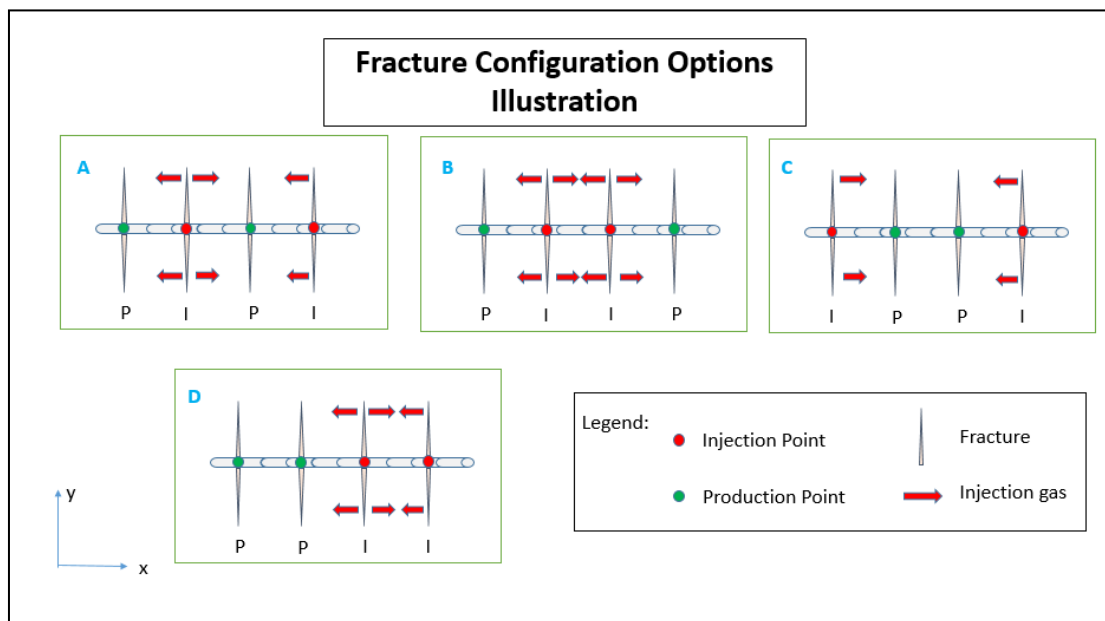 Fracture Configuration Options
Illustration
A
P I P I
B
P I I P
C
I P P I
D
P P I I
y
x
Legend:
Injection Point
Fracture
Production Point
Injection gas